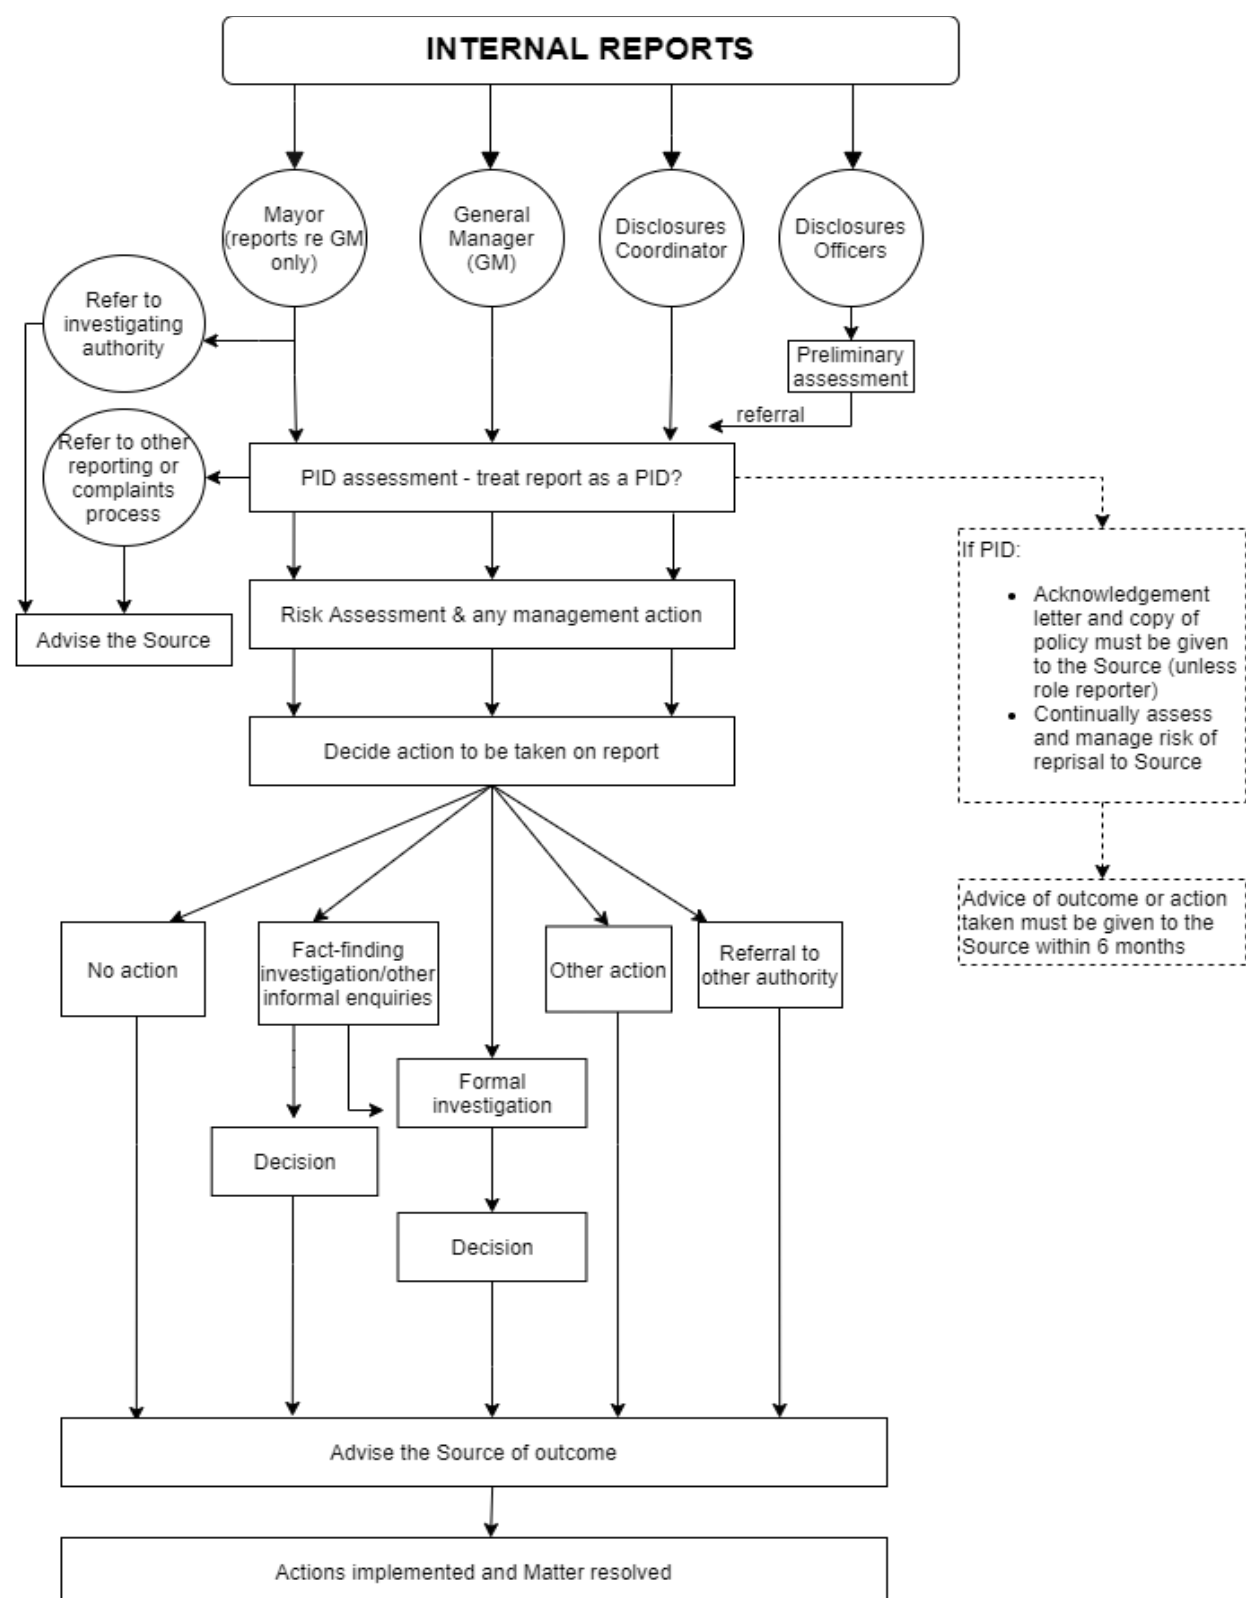 INTERNAL REPORTS
Mayor
(reports re GM
only)
General
Manager
(GM)
Disclosures
Coordinator
Disclosures
Officers
Refer to
investigating
authority
Preliminary
assessment
referral
Refer to other
reporting or
complaints
process
PID assessment - treat report as a PID?
If PID:
• Acknowledgement
letter and copy of
policy must be given
to the Source (unless
role reporter)
• Continually assess
and manage risk of
reprisal to Source
Risk Assessment & any management action
Advise the Source
Decide action to be taken on report
Advice of outcome or action
taken must be given to the
Source within 6 months
No action
Fact-finding
investigation/other
informal enquiries
Other action
Referral to
other authority
Formal
investigation
Decision
Decision
Advise the Source of outcome
Actions implemented and Matter resolved